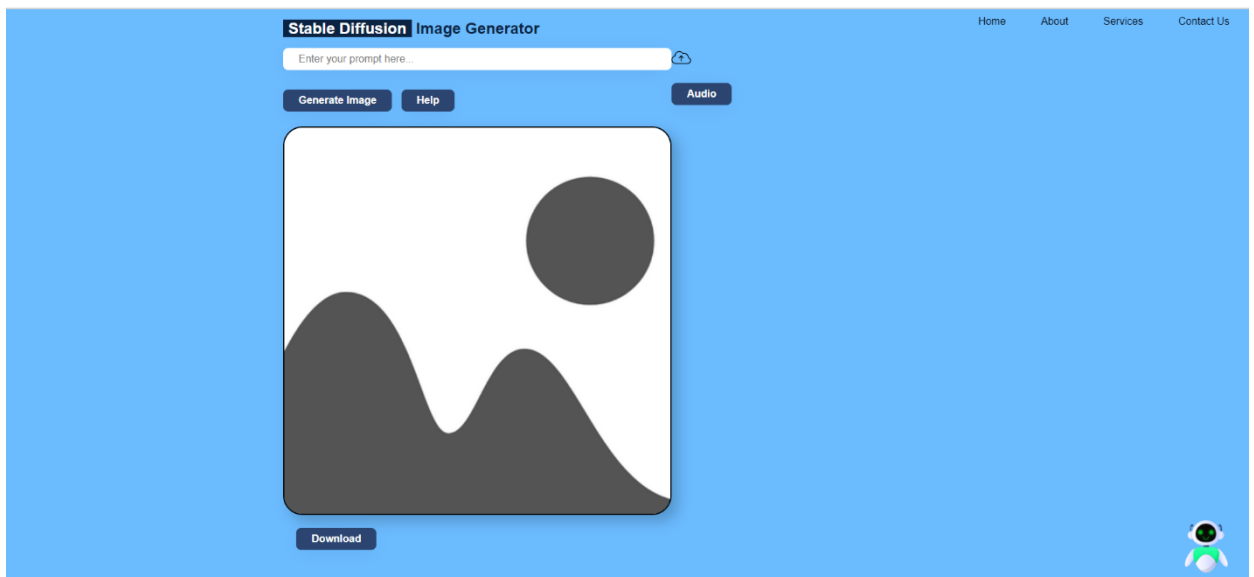 Home About Services Contact Us
Stable Diffusion Image Generator
Enter your prompt here...
Audio
Generate Image Help
Download